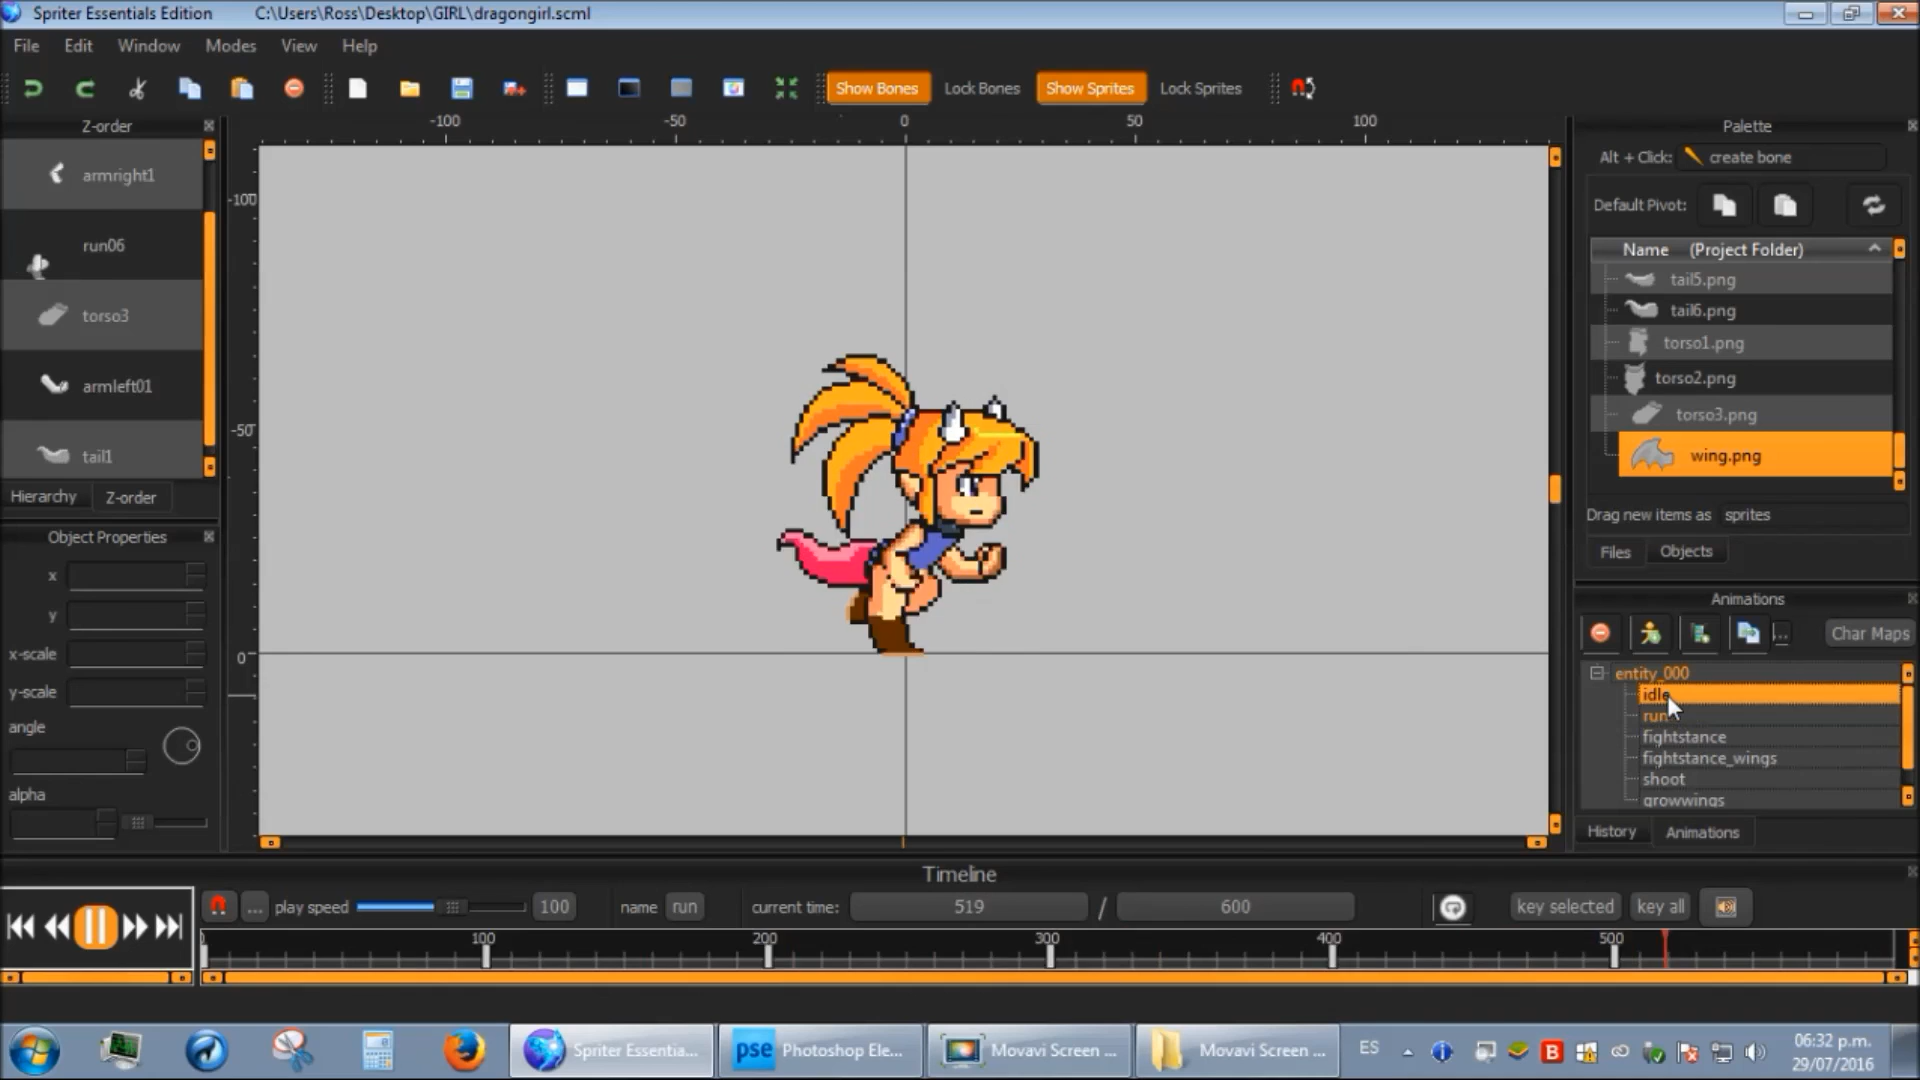 Spriter Essentials Edition C:\Users\Ross\Desktop\GIRL\dragongirl.scml
File Edit Window Modes View Help
Show Bones Lock Bones Show Sprites Lock Sprites
Z-order
armright1
run06
torso3
armleft01
tail1
Hierarchy Z-order
Object Properties
x
y
x-scale
y-scale
angle
alpha
-100 -50 0 50 100
-100
-50
0
Palette
Alt + Click: create bone
Default Pivot:
Name (Project Folder)
tail5.png
tail6.png
torso1.png
torso2.png
torso3.png
wing.png
Drag new items as sprites
Files Objects
Animations
... Char Maps
entity_000
idle
run
fightstance
fightstance_wings
shoot
growwings
History Animations
Timeline
... play speed 100 name run current time: 519 / 600 key selected key all
100 200 300 400 500
Spriter Essentia... pse Photoshop Ele... Movavi Screen ... Movavi Screen ... ES 06:32 p.m.
29/07/2016